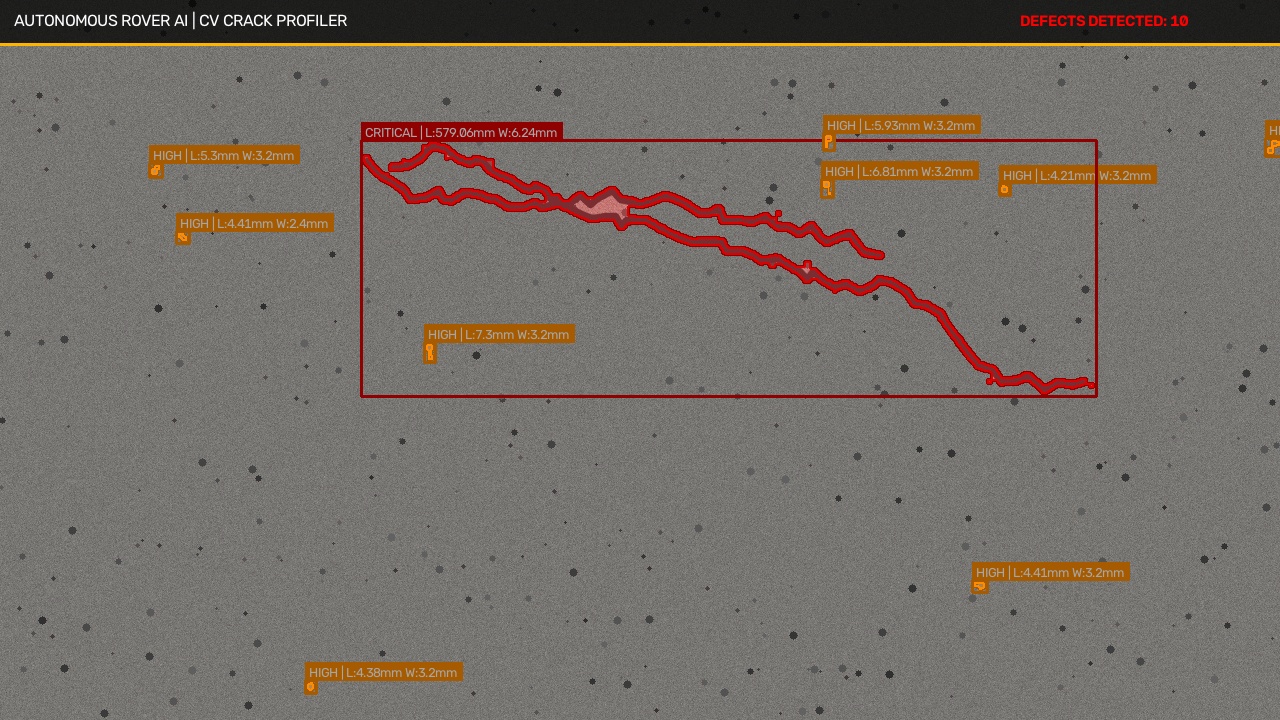 AUTONOMOUS ROVER AI | CV CRACK PROFILER
DEFECTS DETECTED: 10
HIGH | L:5.93mm W:3.2mm
CRITICAL | L:579.06mm W:6.24mm
HIGH | L:5.3mm W:3.2mm
HIGH | L:6.81mm W:3.2mm
HIGH | L:4.21mm W:3.2mm
HIGH | L:4.41mm W:2.4mm
HIGH | L:7.3mm W:3.2mm
HIGH | L:4.41mm W:3.2mm
HIGH | L:4.38mm W:3.2mm